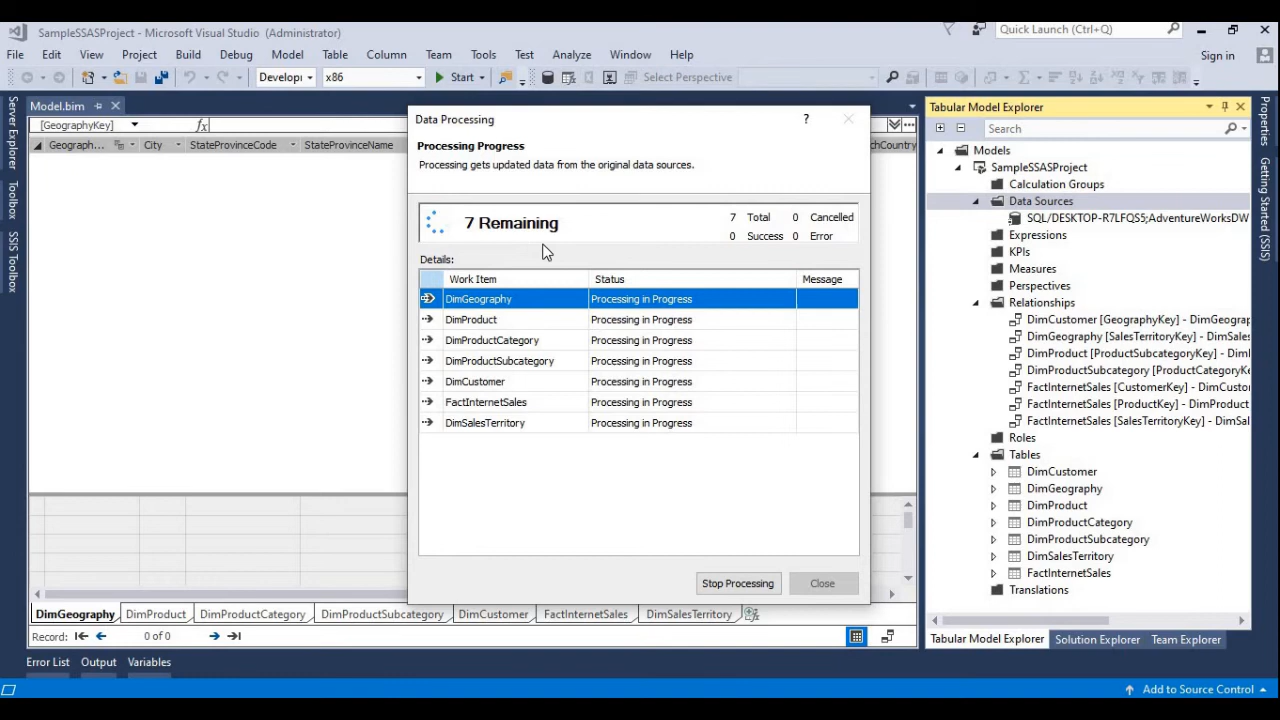 SampleSSASProject - Microsoft Visual Studio (Administrator)
Quick Launch (Ctrl+Q)
File Edit View Project Build Debug Model Table Column Team Tools Test Analyze Window Help
Sign in
Developi x86 Start Select Perspective
Model.bim
[GeographyKey] fx
Geograph... City StateProvinceCode StateProvinceName
chCountry
Server Explorer
Toolbox
SSIS Toolbox
Data Processing
?
Processing Progress
Processing gets updated data from the original data sources.
7 Remaining
7 Total 0 Cancelled
0 Success 0 Error
Details:
Work Item Status Message
DimGeography Processing in Progress
DimProduct Processing in Progress
DimProductCategory Processing in Progress
DimProductSubcategory Processing in Progress
DimCustomer Processing in Progress
FactInternetSales Processing in Progress
DimSalesTerritory Processing in Progress
Stop Processing Close
DimGeography DimProduct DimProductCategory DimProductSubcategory DimCustomer FactInternetSales DimSalesTerritory
Record: 0 of 0
Tabular Model Explorer
Search
Models
SampleSSASProject
Calculation Groups
Data Sources
SQL/DESKTOP-R7LFQS5;AdventureWorksDW
Expressions
KPIs
Measures
Perspectives
Relationships
DimCustomer [GeographyKey] - DimGeograp
DimGeography [SalesTerritoryKey] - DimSales
DimProduct [ProductSubcategoryKey] - DimP
DimProductSubcategory [ProductCategoryKe
FactInternetSales [CustomerKey] - DimCustom
FactInternetSales [ProductKey] - DimProduct
FactInternetSales [SalesTerritoryKey] - DimSal
Roles
Tables
DimCustomer
DimGeography
DimProduct
DimProductCategory
DimProductSubcategory
DimSalesTerritory
FactInternetSales
Translations
Tabular Model Explorer Solution Explorer Team Explorer
Properties
Getting Started (SSIS)
Error List Output Variables
Add to Source Control